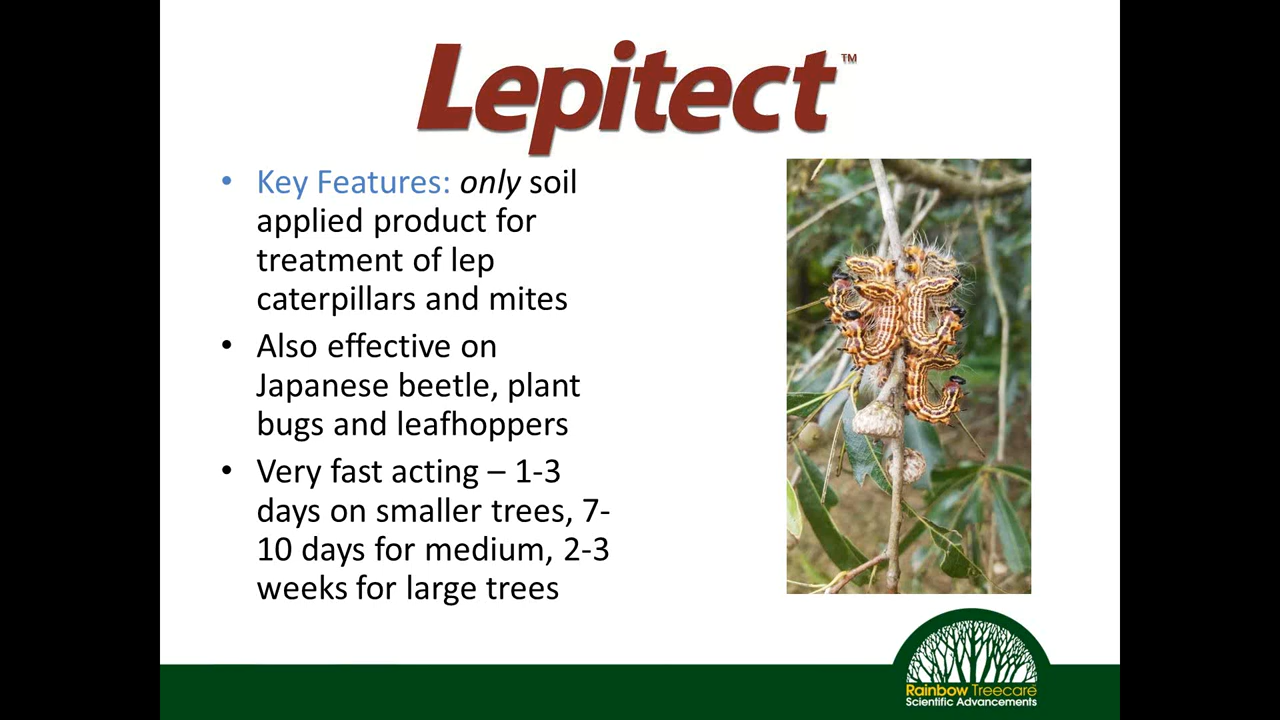 Lepitect™
• Key Features: only soil
applied product for
treatment of lep
caterpillars and mites
• Also effective on
Japanese beetle, plant
bugs and leafhoppers
• Very fast acting – 1-3
days on smaller trees, 7-
10 days for medium, 2-3
weeks for large trees
Rainbow Treecare
Scientific Advancements